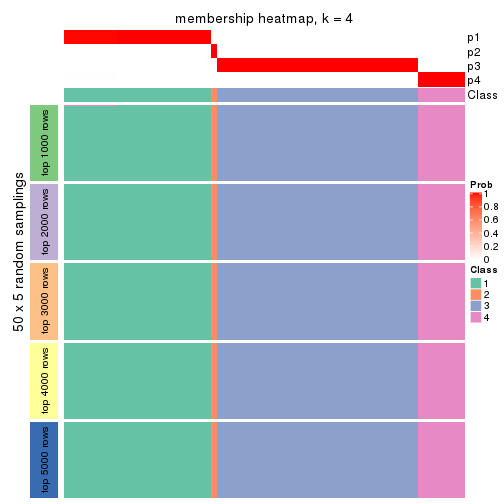 membership heatmap, k = 4
p1
p2
p3
p4
Class
50 x 5 random samplings
top 1000 rows
top 2000 rows
top 3000 rows
top 4000 rows
top 5000 rows
Prob
1
0.8
0.6
0.4
0.2
0
Class
1
2
3
4